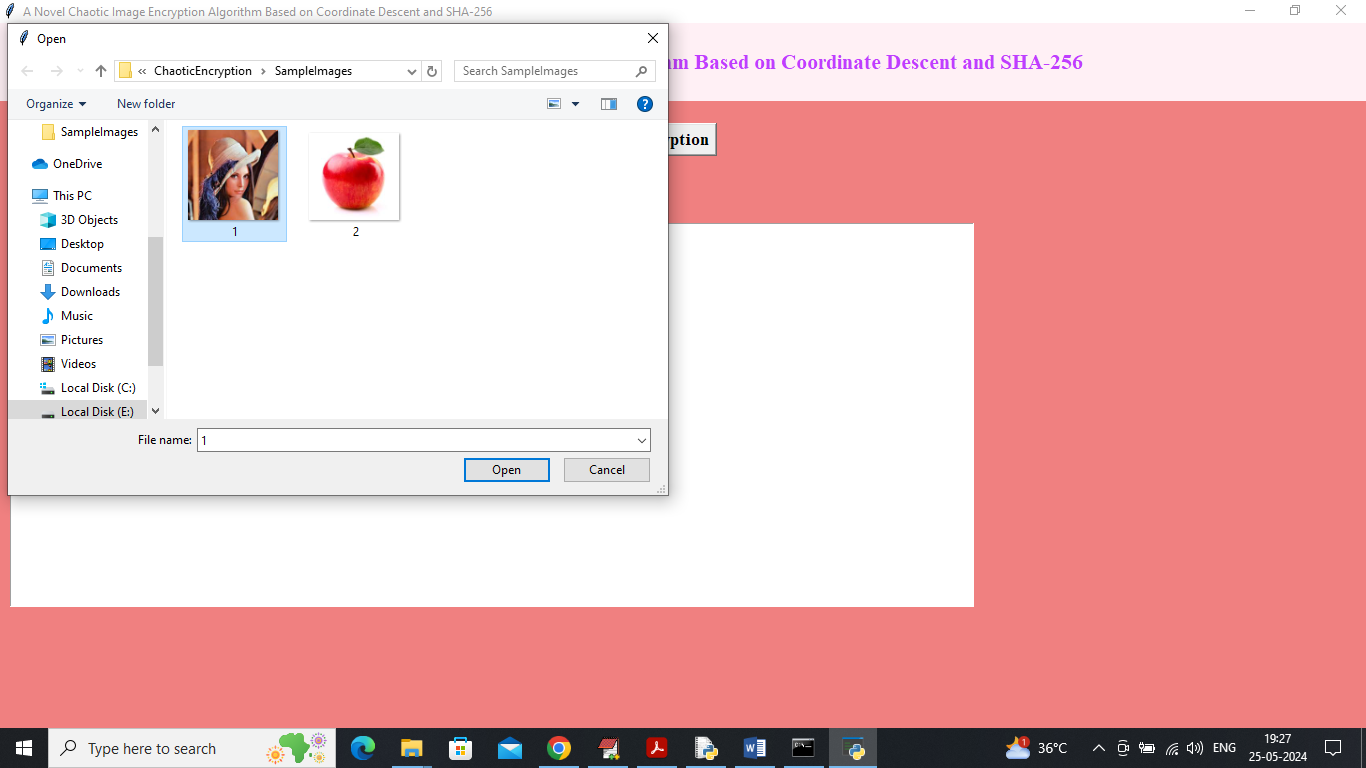 A Novel Chaotic Image Encryption Algorithm Based on Coordinate Descent and SHA-256
Open
« ChaoticEncryption › SampleImages
Search SampleImages
Based on Coordinate Descent and SHA-256
Organize
New folder
SampleImages
OneDrive
This PC
3D Objects
Desktop
Documents
Downloads
Music
Pictures
Videos
Local Disk (C:)
Local Disk (E:)
1
2
File name: 1
Open
Cancel
Type here to search
1
36°C
ENG
19:27
25-05-2024